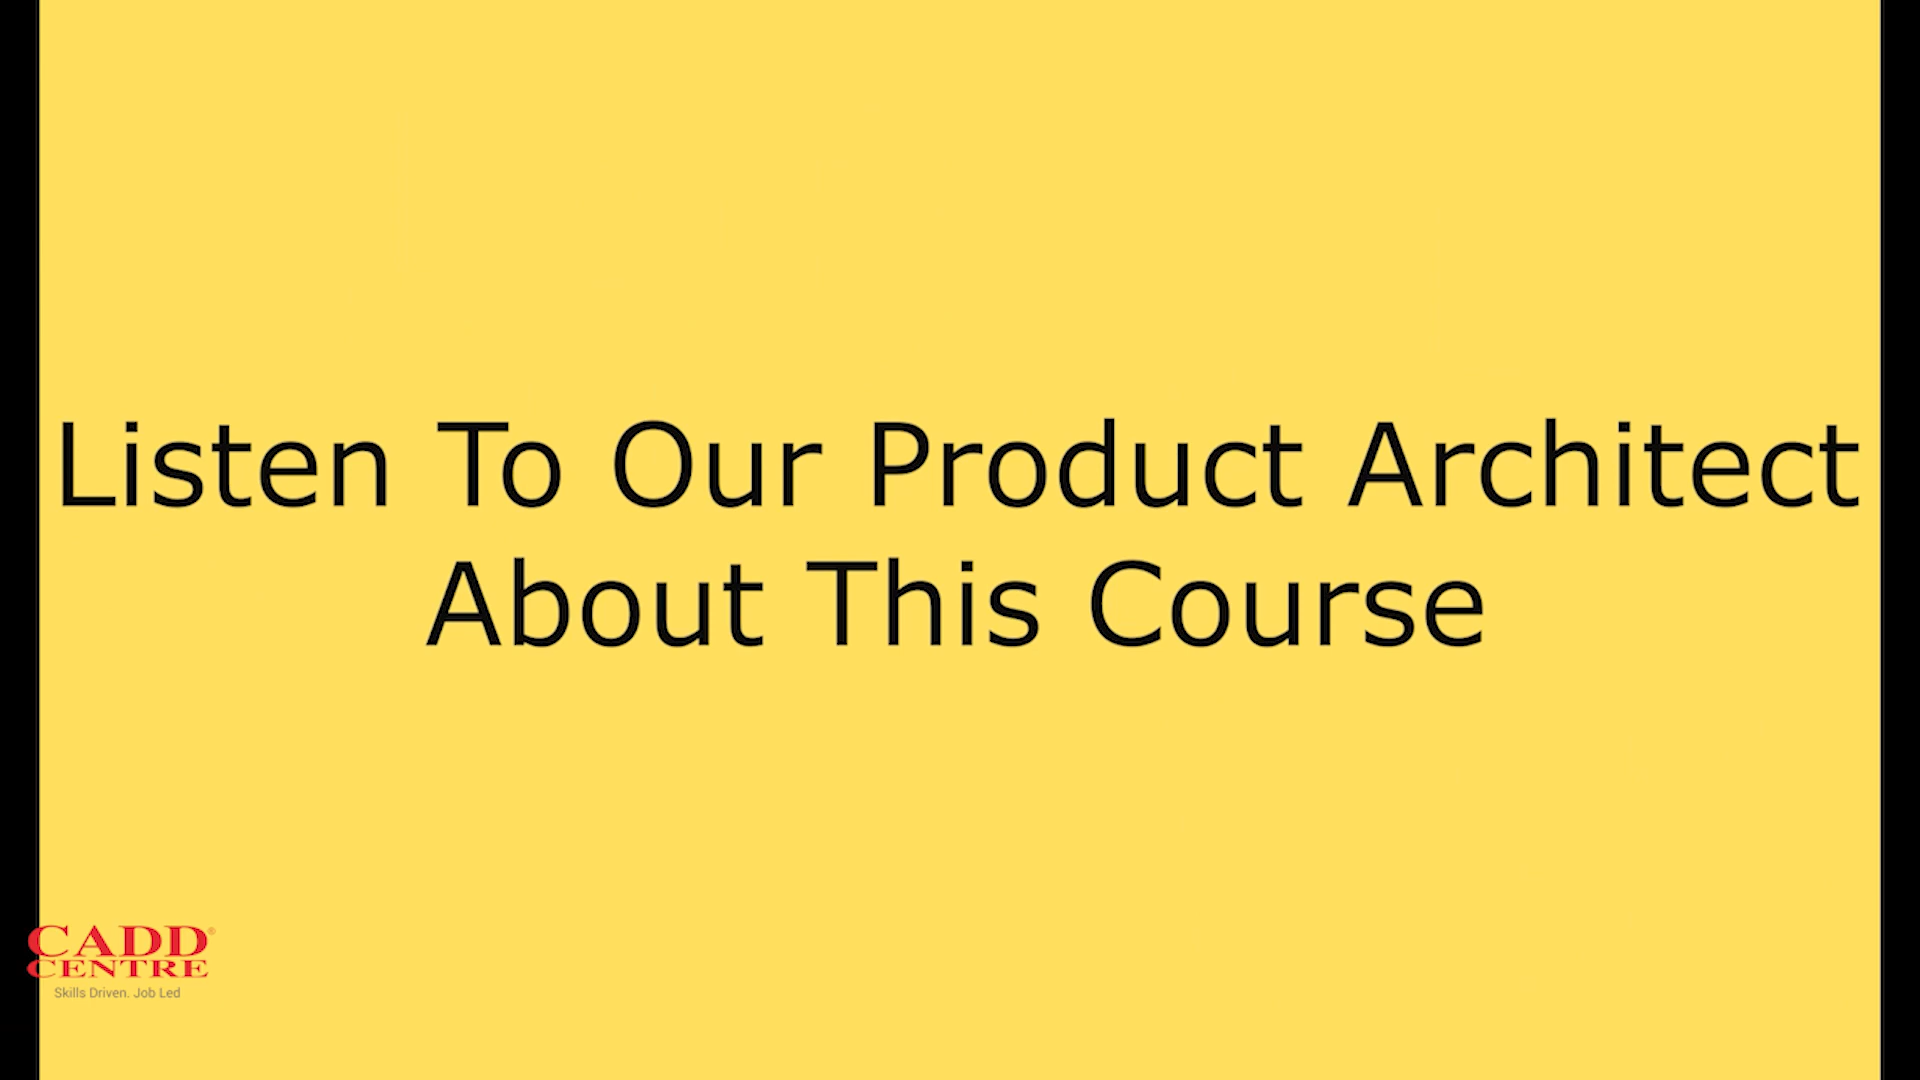 Listen To Our Product Architect
About This Course
CADD®
CENTRE
Skills Driven. Job Led